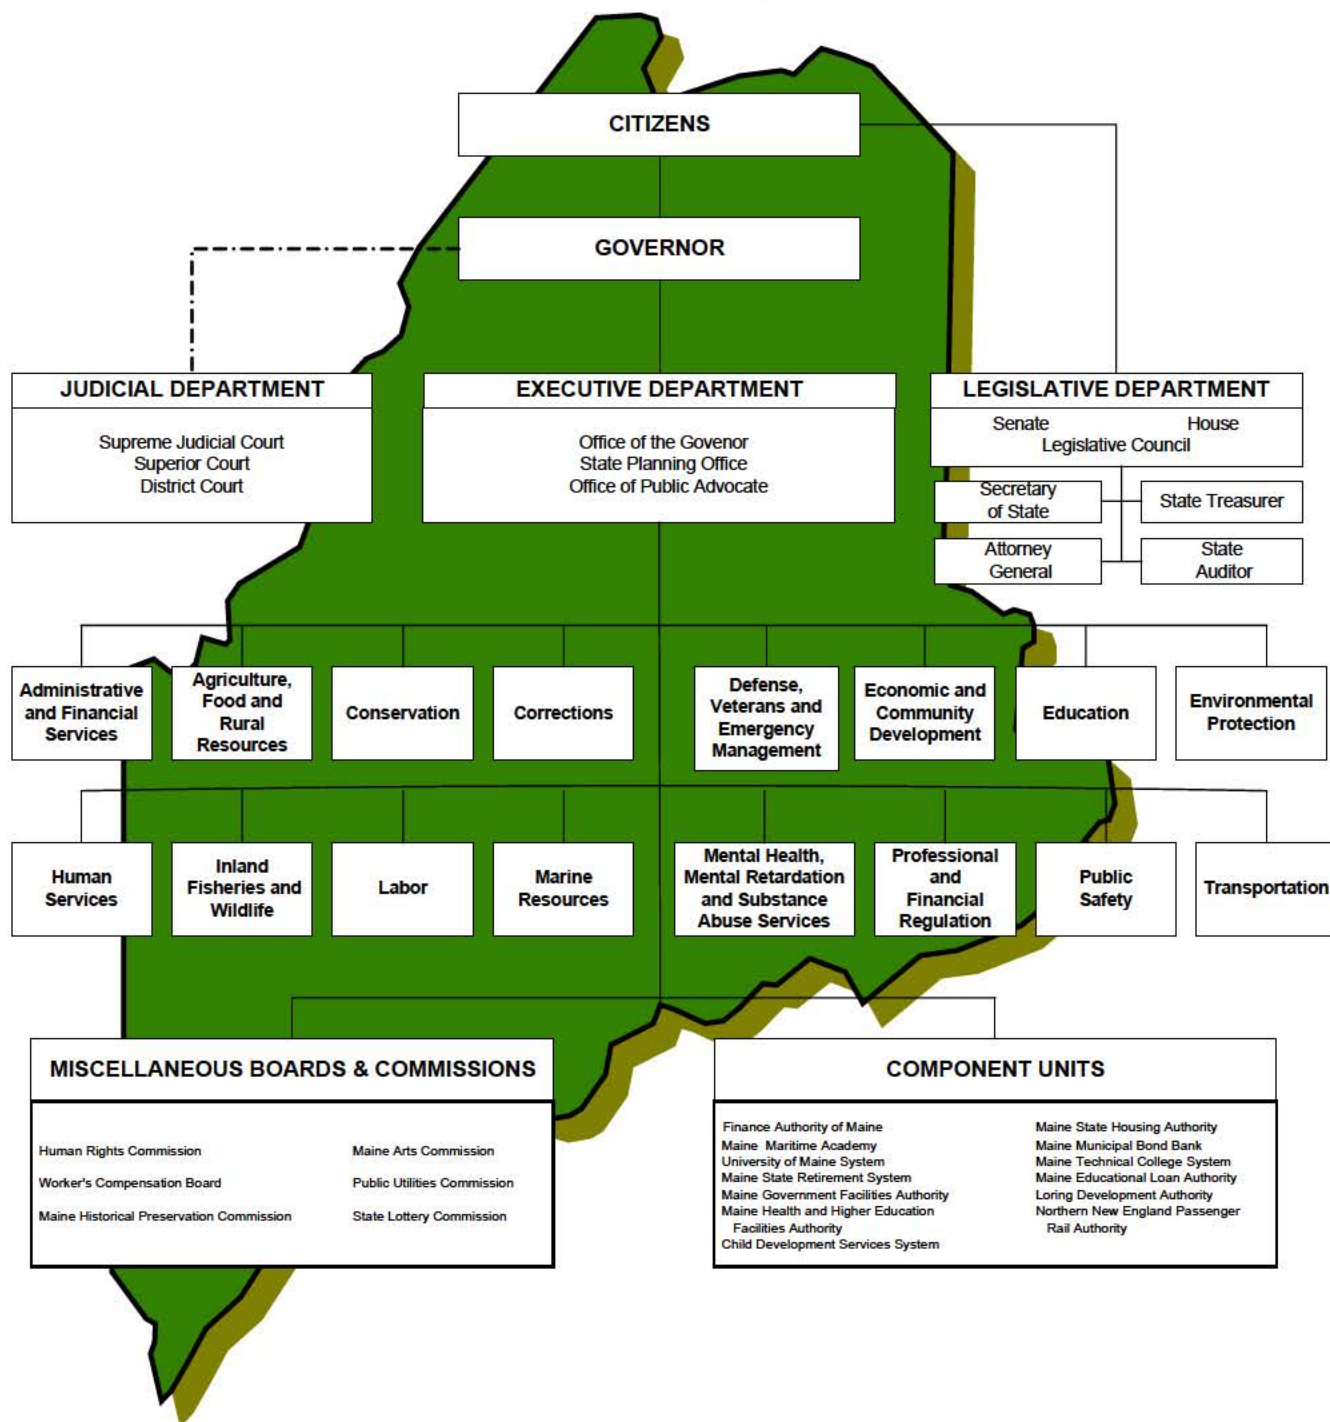 CITIZENS
GOVERNOR
JUDICIAL DEPARTMENT
Supreme Judicial Court
Superior Court
District Court
EXECUTIVE DEPARTMENT
Office of the Govenor
State Planning Office
Office of Public Advocate
LEGISLATIVE DEPARTMENT
Senate House
Legislative Council
Secretary
of State
State Treasurer
Attorney
General
State
Auditor
Administrative
and Financial
Services
Agriculture,
Food and
Rural
Resources
Conservation
Corrections
Defense,
Veterans and
Emergency
Management
Economic and
Community
Development
Education
Environmental
Protection
Human
Services
Inland
Fisheries and
Wildlife
Labor
Marine
Resources
Mental Health,
Mental Retardation
and Substance
Abuse Services
Professional
and
Financial
Regulation
Public
Safety
Transportation
MISCELLANEOUS BOARDS & COMMISSIONS
Human Rights Commission
Worker's Compensation Board
Maine Historical Preservation Commission
Maine Arts Commission
Public Utilities Commission
State Lottery Commission
COMPONENT UNITS
Finance Authority of Maine
Maine Maritime Academy
University of Maine System
Maine State Retirement System
Maine Government Facilities Authority
Maine Health and Higher Education
Facilities Authority
Child Development Services System
Maine State Housing Authority
Maine Municipal Bond Bank
Maine Technical College System
Maine Educational Loan Authority
Loring Development Authority
Northern New England Passenger
Rail Authority